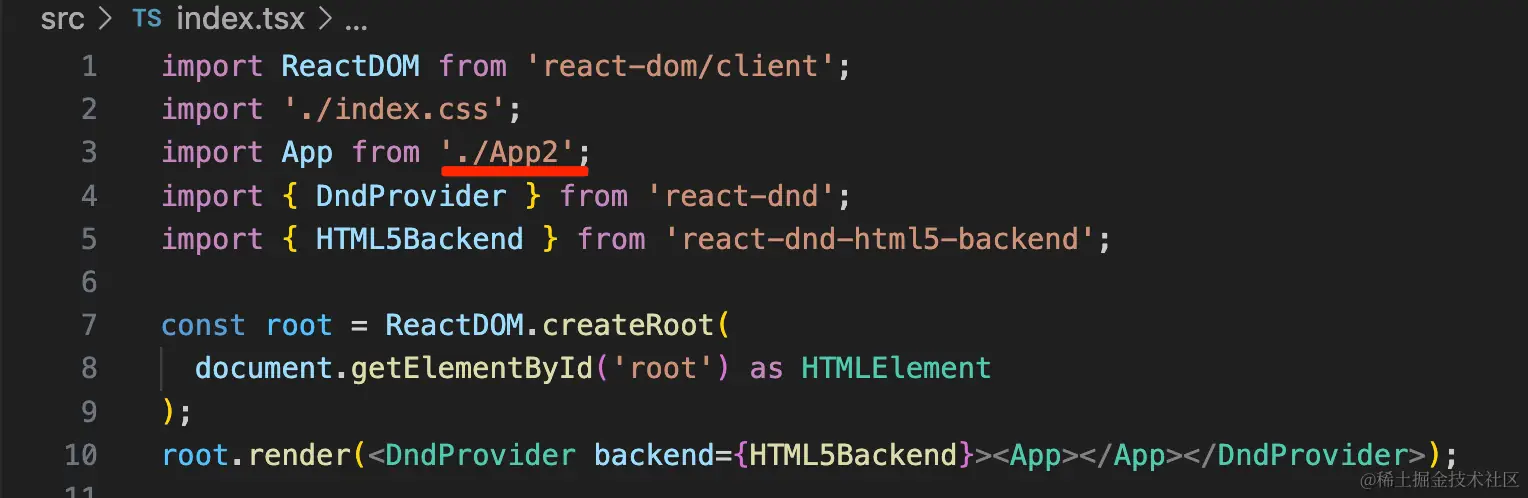 src > TS index.tsx > ...
1 import ReactDOM from 'react-dom/client';
2 import './index.css';
3 import App from './App2';
4 import { DndProvider } from 'react-dnd';
5 import { HTML5Backend } from 'react-dnd-html5-backend';
6
7 const root = ReactDOM.createRoot(
8   document.getElementById('root') as HTMLElement
9 );
10 root.render(<DndProvider backend={HTML5Backend}><App></App></DndProvider>);
11
@稀土掘金技术社区